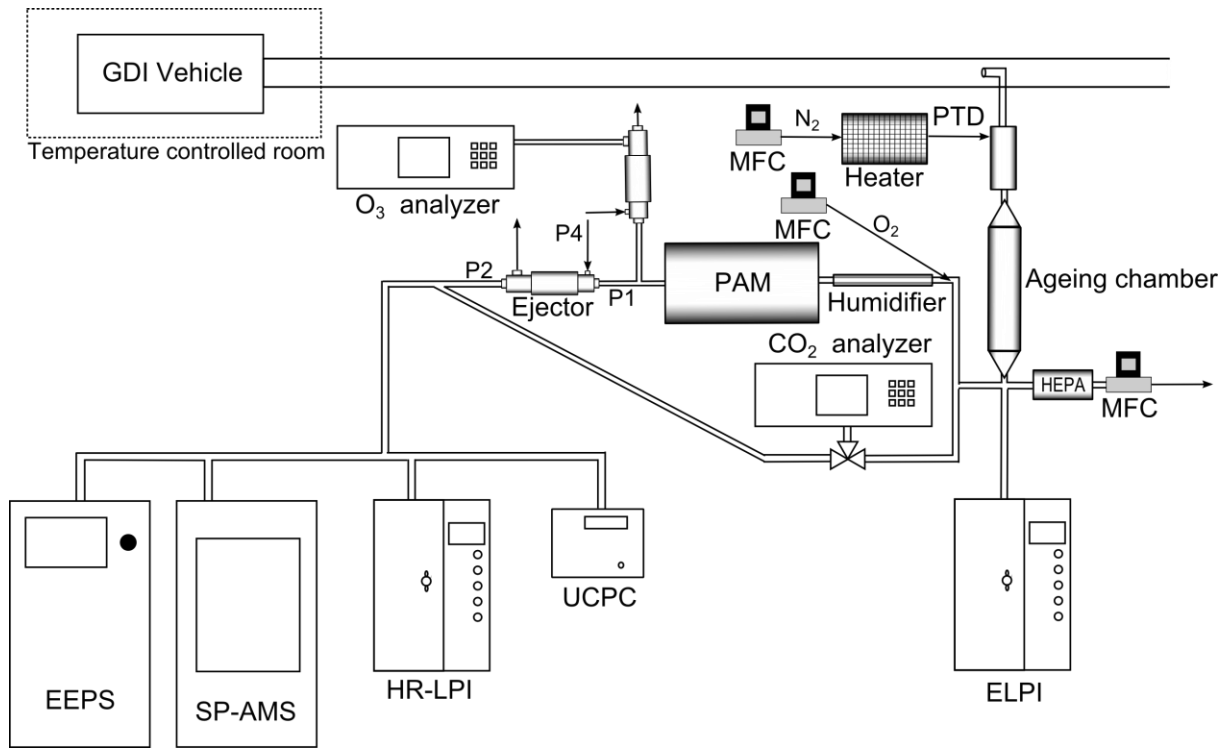 GDI Vehicle
Temperature controlled room
O₃ analyzer
MFC
N₂
Heater
PTD
MFC
O₂
P4
P2
Ejector
P1
PAM
Humidifier
Ageing chamber
CO₂ analyzer
HEPA
MFC
EEPS
SP-AMS
HR-LPI
UCPC
ELPI